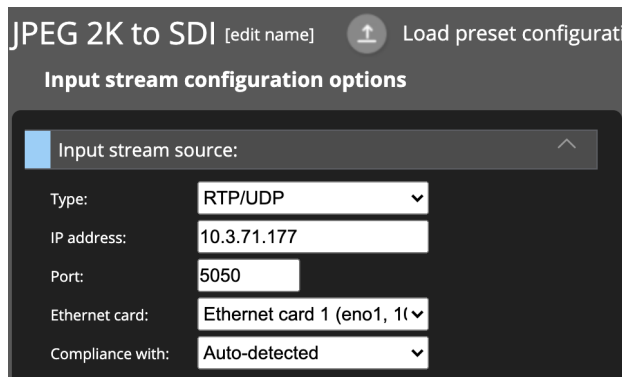 JPEG 2K to SDI [edit name] Load preset configurati
Input stream configuration options
Input stream source:
Type: RTP/UDP
IP address: 10.3.71.177
Port: 5050
Ethernet card: Ethernet card 1 (eno1, 10
Compliance with: Auto-detected